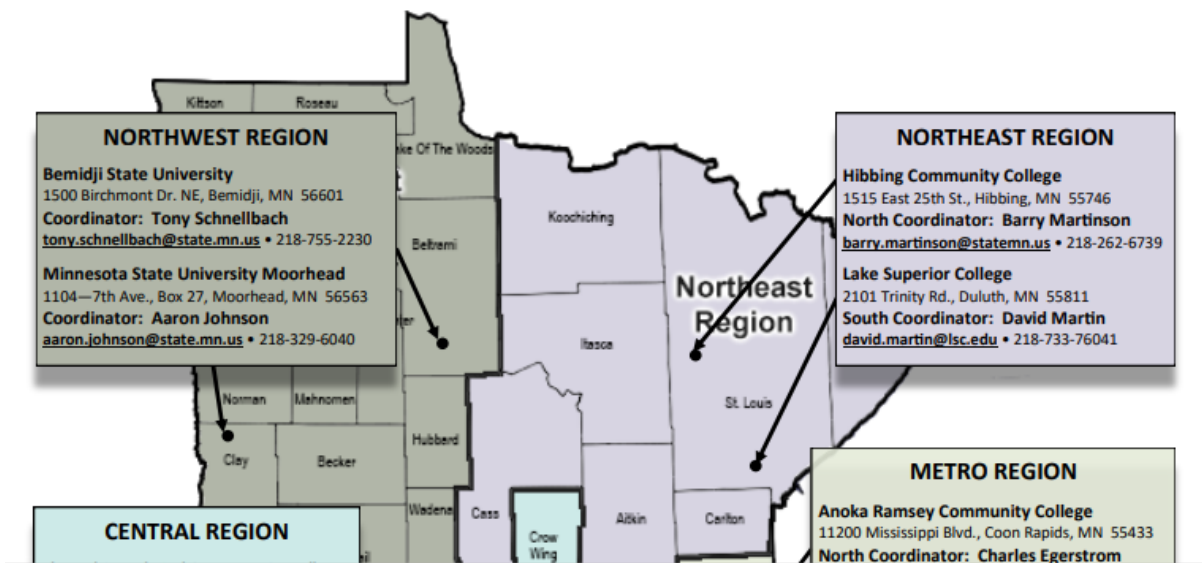 Kittson
Roseau
NORTHWEST REGION
Bemidji State University
1500 Birchmont Dr. NE, Bemidji, MN 56601
Coordinator: Tony Schnellbach
tony.schnellbach@state.mn.us • 218-755-2230
Minnesota State University Moorhead
1104—7th Ave., Box 27, Moorhead, MN 56563
Coordinator: Aaron Johnson
aaron.johnson@state.mn.us • 218-329-6040
Of The Woods
Beltrami
Norman
Mahnomen
Hubbard
Clay
Becker
Wadena
Koochiching
Northeast
Region
Itasca
St. Louis
Cass
Crow
Wing
Aitkin
Carlton
NORTHEAST REGION
Hibbing Community College
1515 East 25th St., Hibbing, MN 55746
North Coordinator: Barry Martinson
barry.martinson@statemn.us • 218-262-6739
Lake Superior College
2101 Trinity Rd., Duluth, MN 55811
South Coordinator: David Martin
david.martin@lsc.edu • 218-733-76041
CENTRAL REGION
METRO REGION
Anoka Ramsey Community College
11200 Mississippi Blvd., Coon Rapids, MN 55433
North Coordinator: Charles Egerstrom